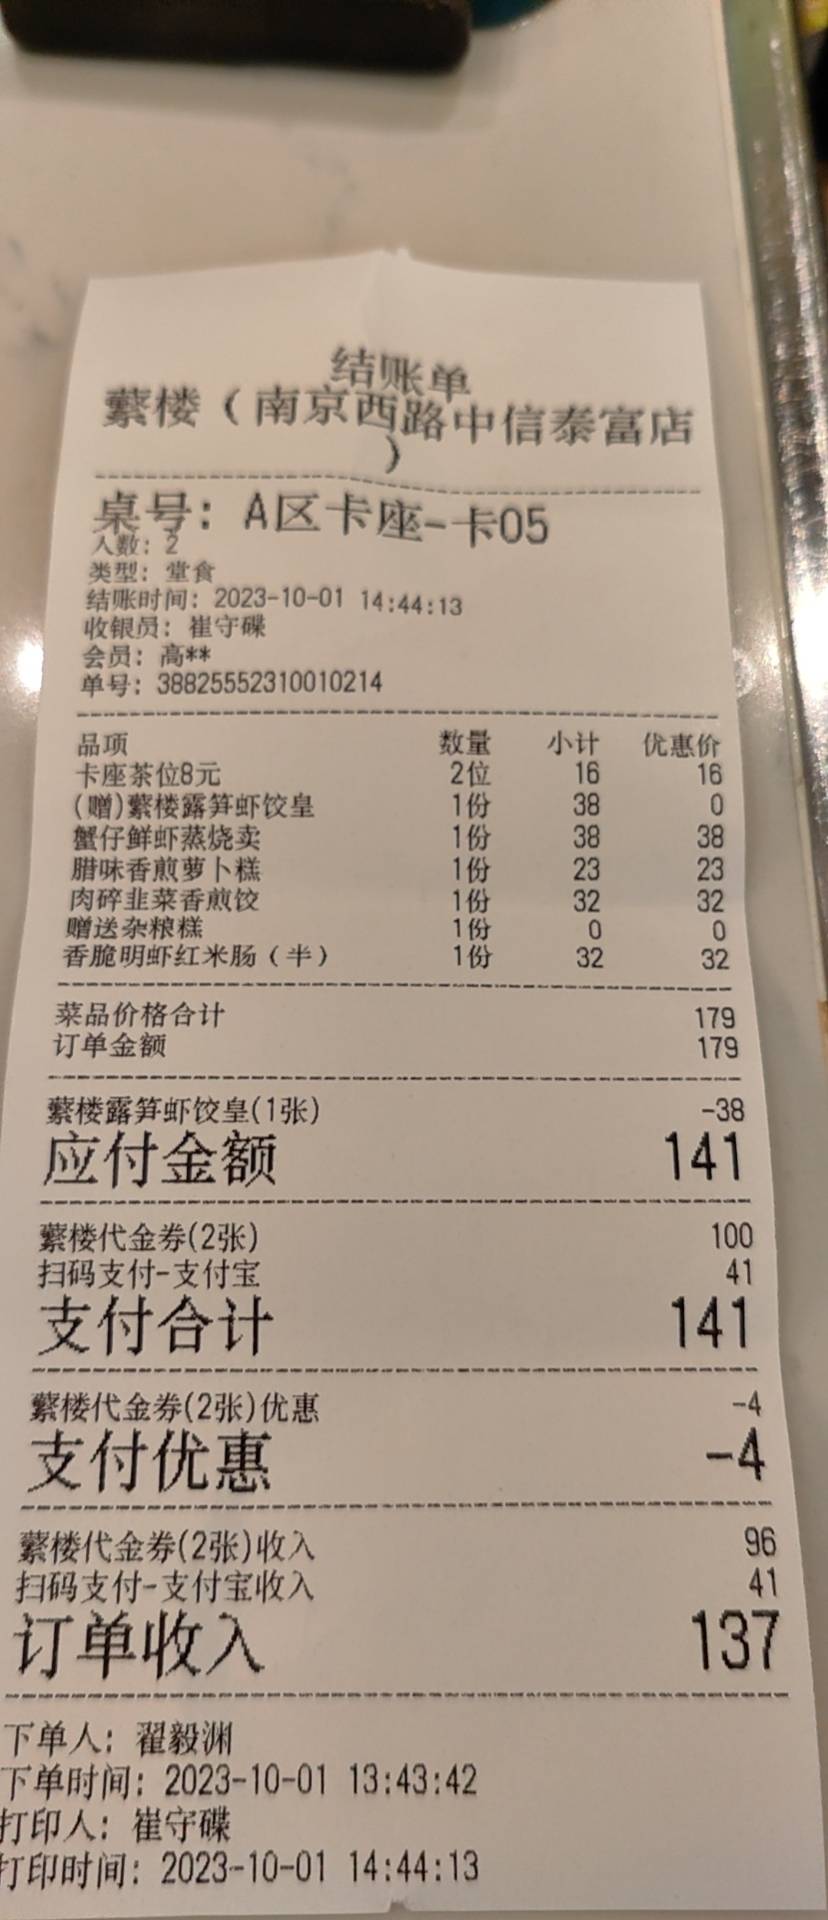 结账单
蘩楼（南京西路中信泰富店
）
桌号：A区卡座-卡05
人数：2
类型：堂食
结账时间：2023-10-01 14:44:13
收银员：崔守碟
会员：高**
单号：38825552310010214
品项 数量 小计 优惠价
卡座茶位8元 2位 16 16
(赠)蘩楼露笋虾饺皇 1份 38 0
蟹仔鲜虾蒸烧卖 1份 38 38
腊味香煎萝卜糕 1份 23 23
肉碎韭菜香煎饺 1份 32 32
赠送杂粮糕 1份 0 0
香脆明虾红米肠（半） 1份 32 32
菜品价格合计 179
订单金额 179
蘩楼露笋虾饺皇(1张) -38
应付金额 141
蘩楼代金券(2张) 100
扫码支付-支付宝 41
支付合计 141
蘩楼代金券(2张)优惠 -4
支付优惠 -4
蘩楼代金券(2张)收入 96
扫码支付-支付宝收入 41
订单收入 137
下单人：翟毅渊
下单时间：2023-10-01 13:43:42
打印人：崔守碟
打印时间：2023-10-01 14:44:13